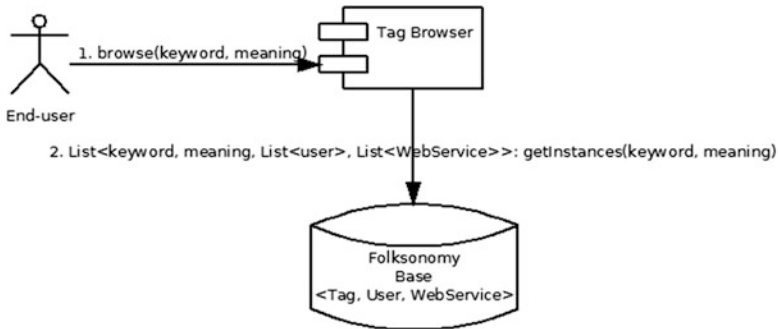 Tag Browser
1. browse(keyword, meaning)
End-user
2. List<keyword, meaning, List<user>, List<WebService>>: getInstances(keyword, meaning)
Folksonomy
Base
<Tag, User, WebService>